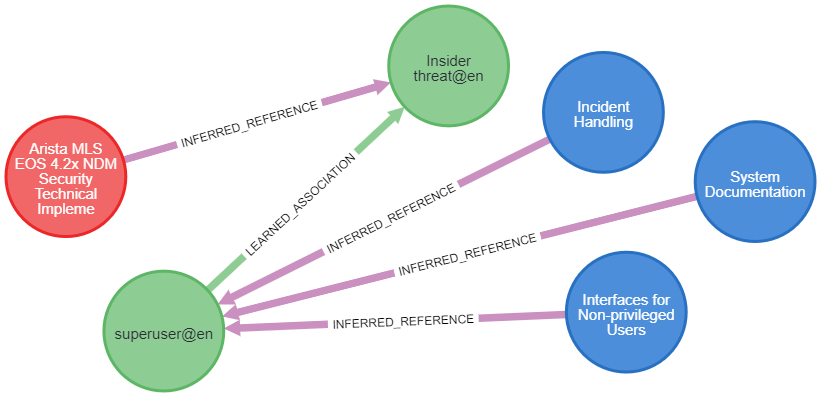 Insider
threat@en
Incident
Handling
INFERRED_REFERENCE
Arista MLS
EOS 4.2x NDM
Security
Technical
Impleme
System
Documentation
LEARNED_ASSOCIATION
INFERRED_REFERENCE
INFERRED_REFERENCE
Interfaces for
Non-privileged
Users
INFERRED_REFERENCE
superuser@en